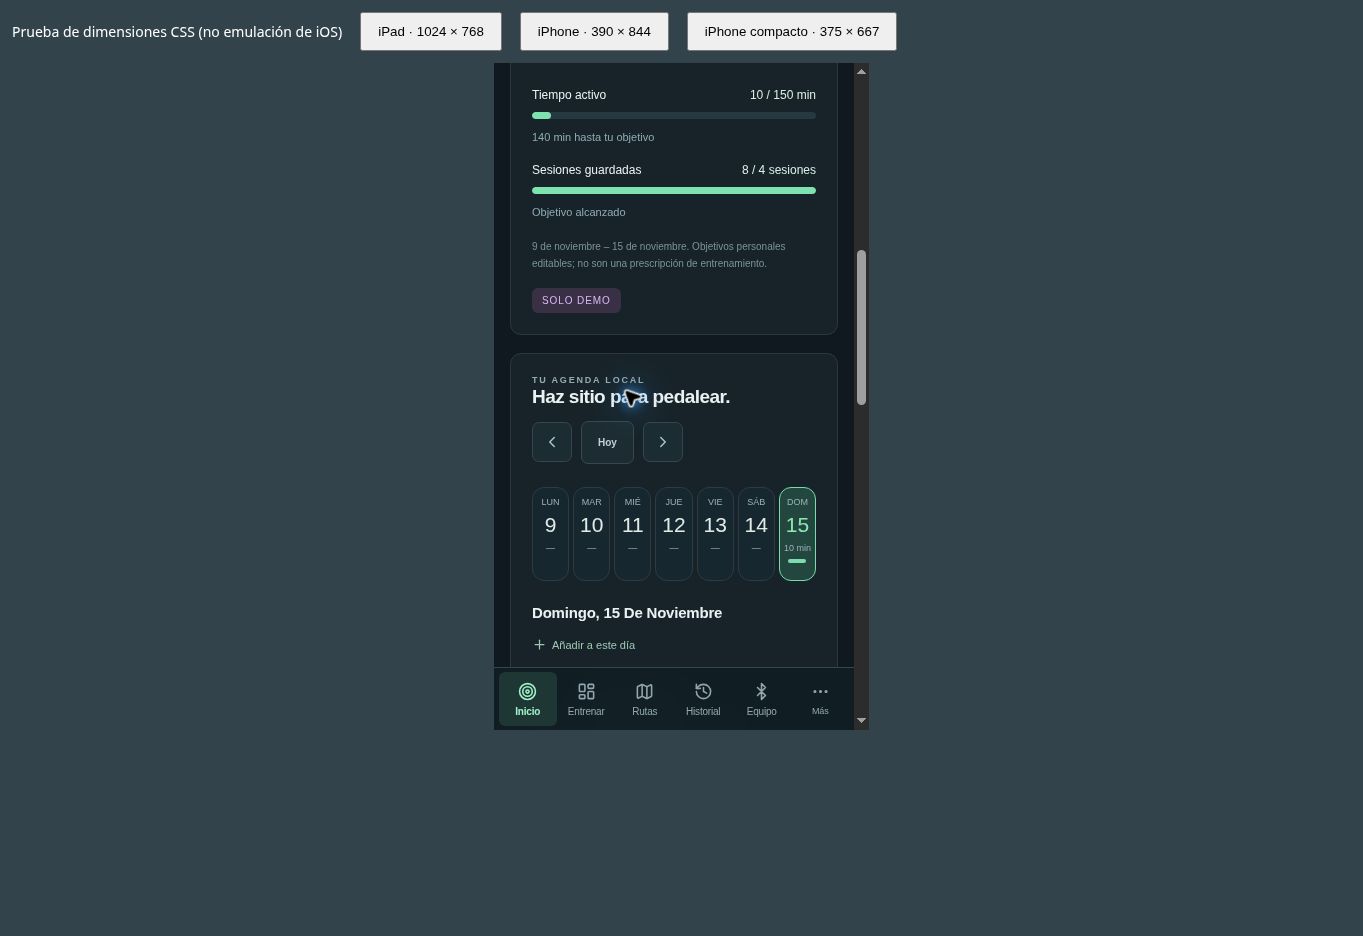 Prueba de dimensiones CSS (no emulación de iOS)
iPad · 1024 × 768
iPhone · 390 × 844
iPhone compacto · 375 × 667
Tiempo activo
10 / 150 min
140 min hasta tu objetivo
Sesiones guardadas
8 / 4 sesiones
Objetivo alcanzado
9 de noviembre – 15 de noviembre. Objetivos personales
editables; no son una prescripción de entrenamiento.
SOLO DEMO
TU AGENDA LOCAL
Haz sitio para pedalear.
Hoy
LUN MAR MIÉ JUE VIE SÁB DOM
9 10 11 12 13 14 15
— — — — — — 10 min
Domingo, 15 De Noviembre
Añadir a este día
Inicio Entrenar Rutas Historial Equipo Más